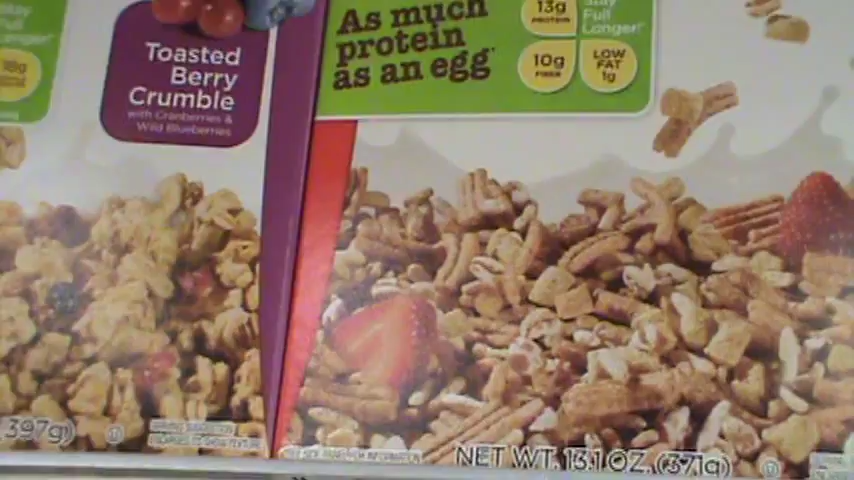 Toasted
Berry
Crumble
with Cranberries &
Wild Blueberries
397g)
As much
protein
as an egg*
13g
PROTEIN
Stay
Full
Longer!*
10g
FIBER
LOW
FAT
1g
NET WT. 13.1 OZ. (371g)